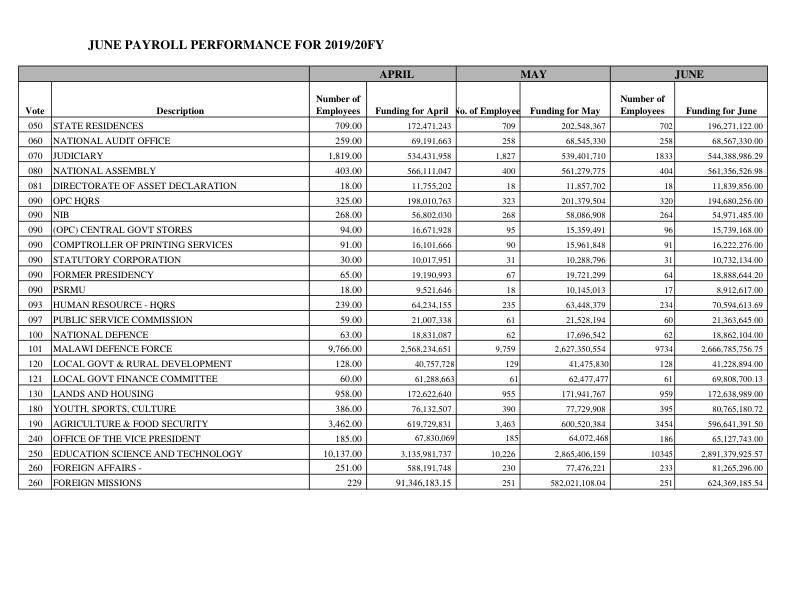 JUNE PAYROLL PERFORMANCE FOR 2019/20FY
APRIL MAY JUNE
Vote Description Number of Employees Funding for April No. of Employee Funding for May Number of Employees Funding for June
050 STATE RESIDENCES 709.00 172,471,243 709 202,548,367 702 196,271,122.00
060 NATIONAL AUDIT OFFICE 259.00 69,191,663 258 68,545,330 258 68,567,330.00
070 JUDICIARY 1,819.00 534,431,958 1,827 539,401,710 1833 544,388,986.29
080 NATIONAL ASSEMBLY 403.00 566,111,047 400 561,279,775 404 561,356,526.98
081 DIRECTORATE OF ASSET DECLARATION 18.00 11,755,202 18 11,857,702 18 11,839,856.00
090 OPC HQRS 325.00 198,010,763 323 201,379,504 320 194,680,256.00
090 NIB 268.00 56,802,030 268 58,086,908 264 54,971,485.00
090 (OPC) CENTRAL GOVT STORES 94.00 16,671,928 95 15,359,491 96 15,739,168.00
090 COMPTROLLER OF PRINTING SERVICES 91.00 16,101,666 90 15,961,848 91 16,222,276.00
090 STATUTORY CORPORATION 30.00 10,017,951 31 10,288,796 31 10,732,134.00
090 FORMER PRESIDENCY 65.00 19,190,993 67 19,721,299 64 18,888,644.20
090 PSRMU 18.00 9,521,646 18 10,145,013 17 8,912,617.00
093 HUMAN RESOURCE - HQRS 239.00 64,234,155 235 63,448,379 234 70,594,613.69
097 PUBLIC SERVICE COMMISSION 59.00 21,007,338 61 21,528,194 60 21,363,645.00
100 NATIONAL DEFENCE 63.00 18,831,087 62 17,696,542 62 18,862,104.00
101 MALAWI DEFENCE FORCE 9,766.00 2,568,234,651 9,759 2,627,350,554 9734 2,666,785,756.75
120 LOCAL GOVT & RURAL DEVELOPMENT 128.00 40,757,728 129 41,475,830 128 41,228,894.00
121 LOCAL GOVT FINANCE COMMITTEE 60.00 61,288,663 61 62,477,477 61 69,808,700.13
130 LANDS AND HOUSING 958.00 172,622,640 955 171,941,767 959 172,638,989.00
180 YOUTH, SPORTS, CULTURE 386.00 76,132,507 390 77,729,908 395 80,765,180.72
190 AGRICULTURE & FOOD SECURITY 3,462.00 619,729,831 3,463 600,520,384 3454 596,641,391.50
240 OFFICE OF THE VICE PRESIDENT 185.00 67,830,069 185 64,072,468 186 65,127,743.00
250 EDUCATION SCIENCE AND TECHNOLOGY 10,137.00 3,135,981,737 10,226 2,865,406,159 10345 2,891,379,925.57
260 FOREIGN AFFAIRS - 251.00 588,191,748 230 77,476,221 233 81,265,296.00
260 FOREIGN MISSIONS 229 91,346,183.15 251 582,021,108.04 251 624,369,185.54